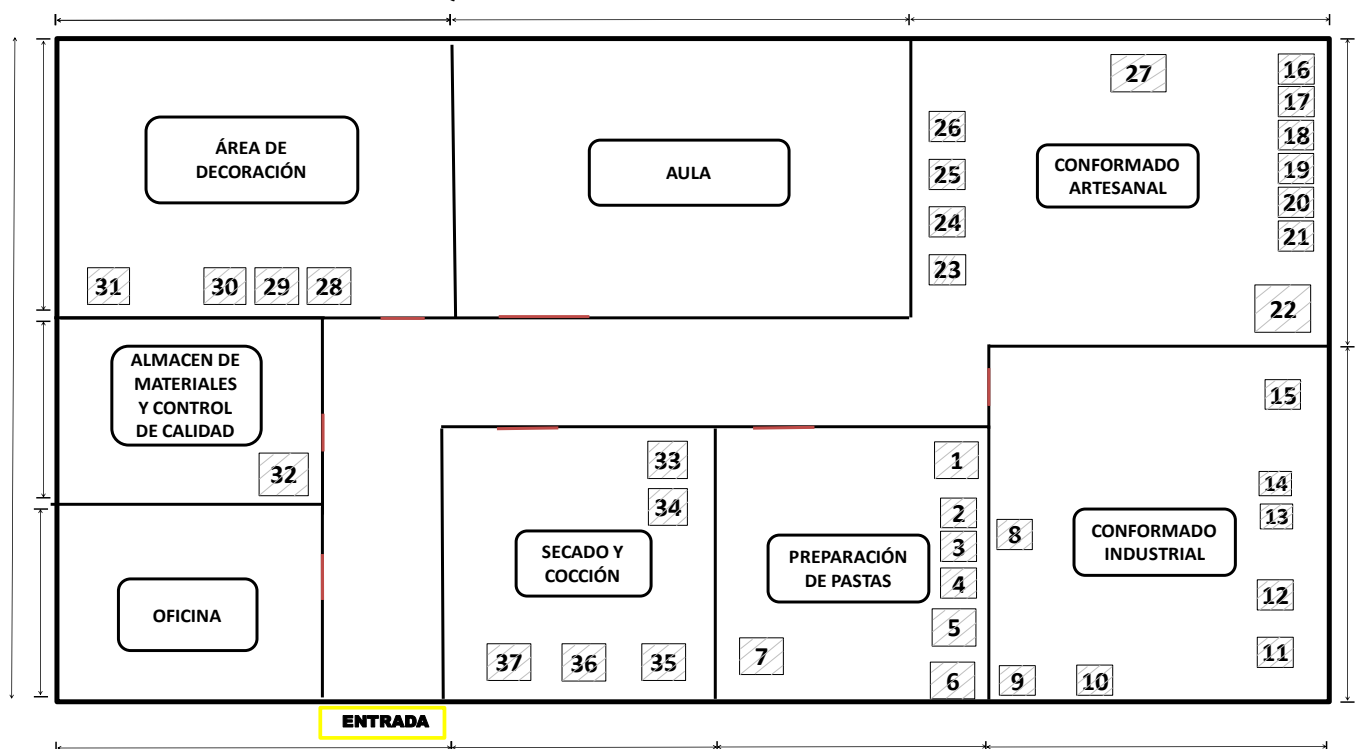 27
16
17
18
19
20
21
22
26
25
24
23
ÁREA DE
DECORACIÓN
AULA
CONFORMADO
ARTESANAL
31
30
29
28
ALMACEN DE
MATERIALES
Y CONTROL
DE CALIDAD
32
OFICINA
33
34
SECADO Y
COCCIÓN
37
36
35
1
2
3
4
5
6
7
PREPARACIÓN
DE PASTAS
15
14
13
8
CONFORMADO
INDUSTRIAL
12
11
9
10
ENTRADA